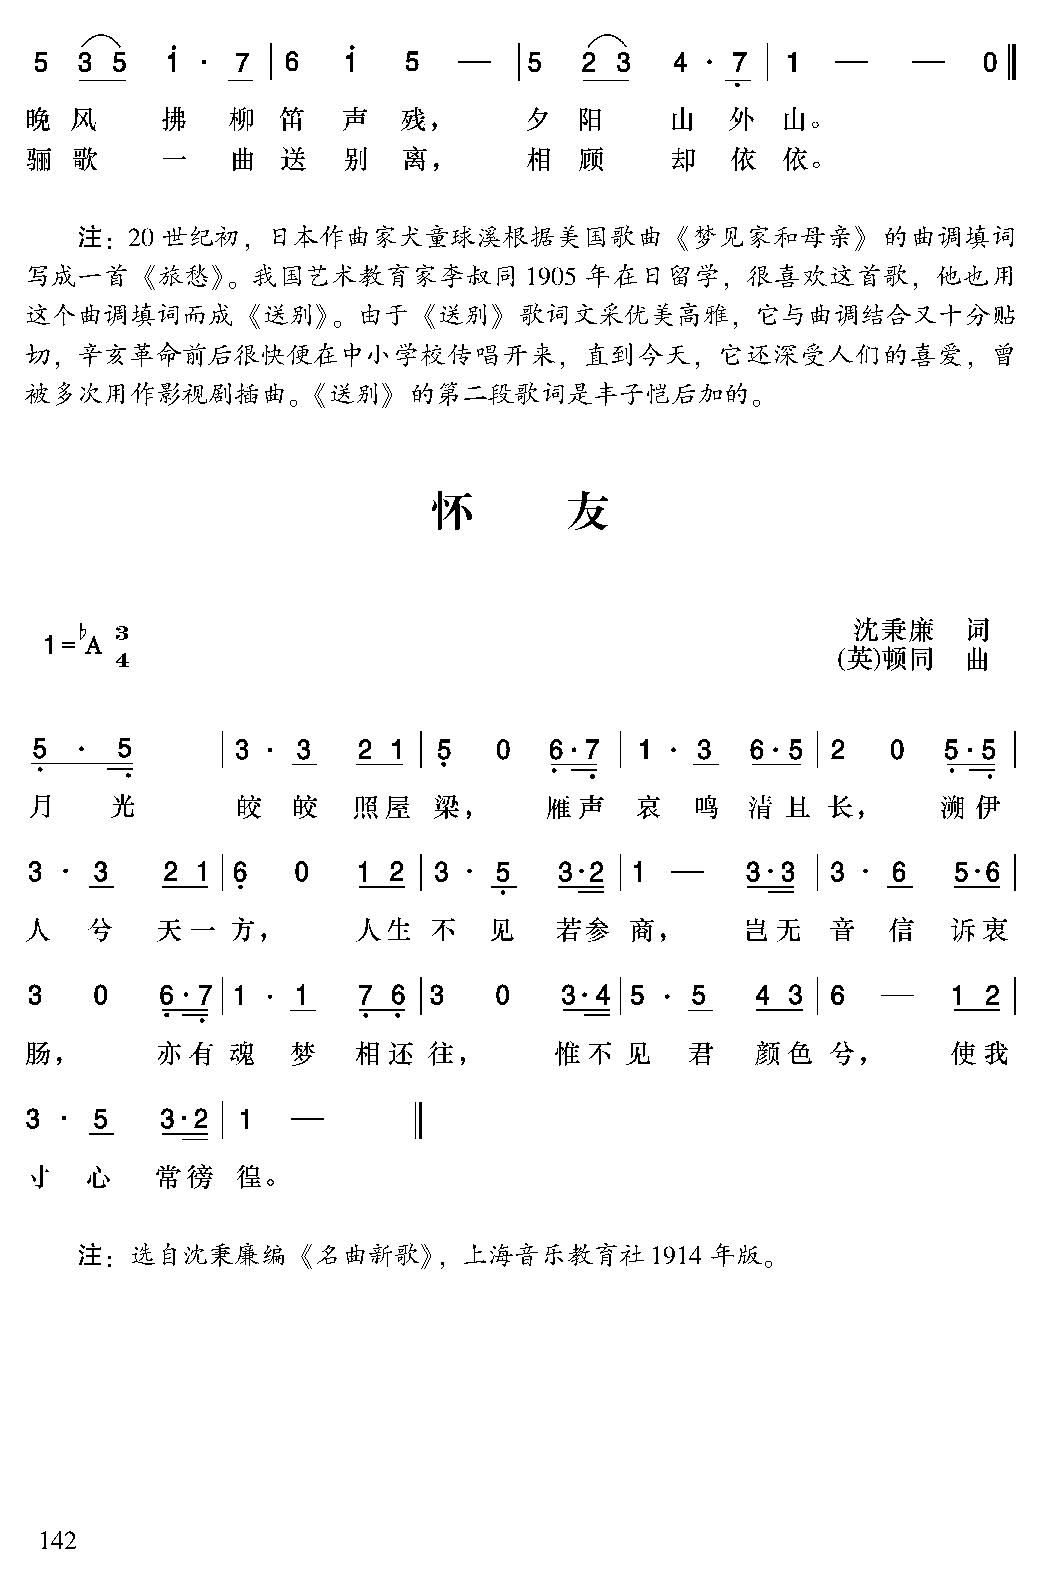 5 3 5 1 · 7 | 6 1 5 — | 5 2 3 4 · 7 | 1 — — 0 ‖
晚 风 拂 柳 笛 声 残， 夕 阳 山 外 山。
骊 歌 一 曲 送 别 离， 相 顾 却 依 依。
注：20 世纪初，日本作曲家犬童球溪根据美国歌曲《梦见家和母亲》的曲调填词
写成一首《旅愁》。我国艺术教育家李叔同 1905 年在日留学，很喜欢这首歌，他也用
这个曲调填词而成《送别》。由于《送别》歌词文采优美高雅，它与曲调结合又十分贴
切，辛亥革命前后很快便在中小学校传唱开来，直到今天，它还深受人们的喜爱，曾
被多次用作影视剧插曲。《送别》的第二段歌词是丰子恺后加的。
怀 友
1=♭A 3/4
沈秉廉 词
(英)顿同 曲
5 · 5 | 3 · 3 2 1 | 5 0 6·7 | 1 · 3 6·5 | 2 0 5·5 |
月 光 皎 皎 照屋 梁， 雁声 哀 鸣 清且 长， 溯伊
3 · 3 2 1 | 6 0 1 2 | 3 · 5 3·2 | 1 — 3·3 | 3 · 6 5·6 |
人 兮 天一 方， 人生 不 见 若参 商， 岂无 音 信 诉衷
3 0 6·7 | 1 · 1 7 6 | 3 0 3·4 | 5 · 5 4 3 | 6 — 1 2 |
肠， 亦有 魂 梦 相还 往， 惟不 见 君 颜色 兮， 使我
3 · 5 3·2 | 1 — ‖
寸 心 常徬 徨。
注：选自沈秉廉编《名曲新歌》，上海音乐教育社 1914 年版。
142